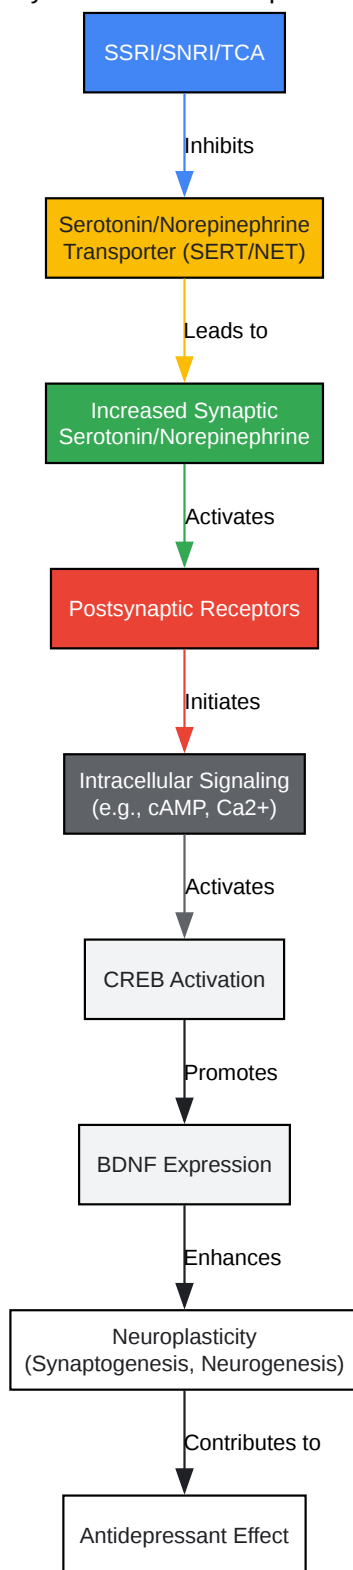 SSRI/SNRI/TCA
Inhibits
Serotonin/Norepinephrine
Transporter (SERT/NET)
Leads to
Increased Synaptic
Serotonin/Norepinephrine
Activates
Postsynaptic Receptors
Initiates
Intracellular Signaling
(e.g., cAMP, Ca2+)
Activates
CREB Activation
Promotes
BDNF Expression
Enhances
Neuroplasticity
(Synaptogenesis, Neurogenesis)
Contributes to
Antidepressant Effect